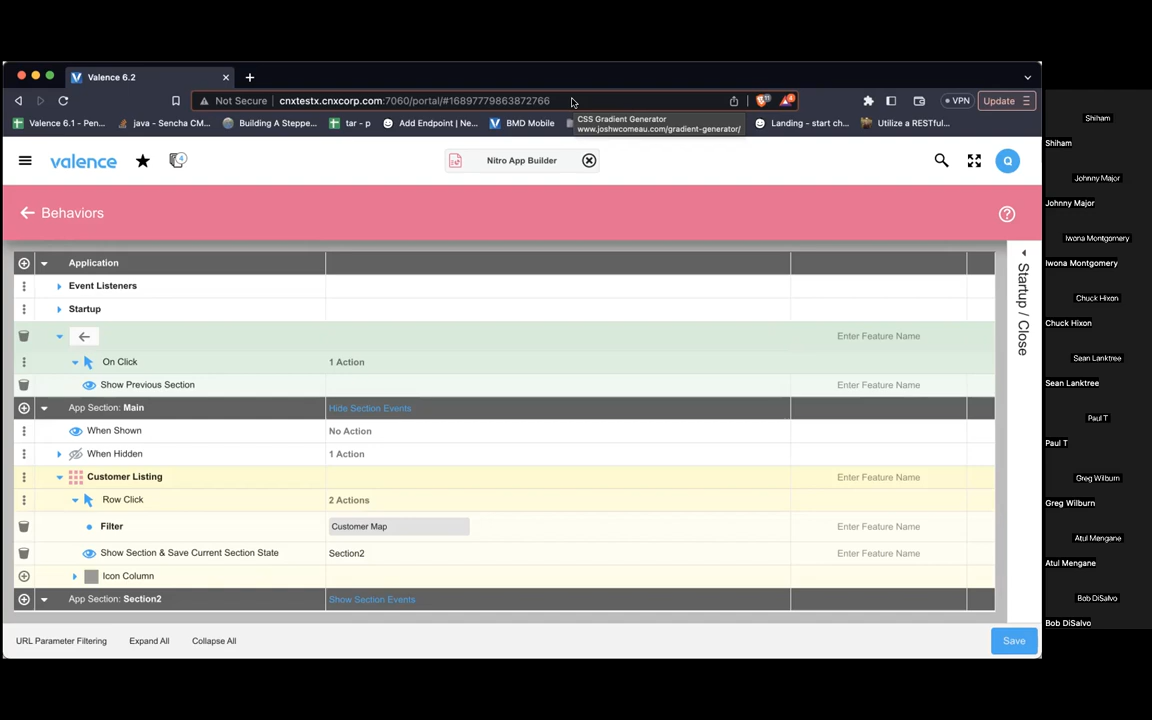 Valence 6.2
Not Secure
cnxtestx.cnxcorp.com:7060/portal/#16897779863872766
VPN
Update
CSS Gradient Generator
www.joshwcomeau.com/gradient-generator/
Valence 6.1 - Pen...
java - Sencha CM...
Building A Steppe...
tar - p
Add Endpoint | Ne...
BMD Mobile
Landing - start ch...
Utilize a RESTful...
valence
4
Nitro App Builder
Q
Behaviors
Startup / Close
Application
Event Listeners
Startup
Enter Feature Name
On Click
1 Action
Show Previous Section
Enter Feature Name
App Section: Main
Hide Section Events
When Shown
No Action
When Hidden
1 Action
Customer Listing
Enter Feature Name
Row Click
2 Actions
Filter
Customer Map
Enter Feature Name
Show Section & Save Current Section State
Section2
Enter Feature Name
Icon Column
App Section: Section2
Show Section Events
URL Parameter Filtering
Expand All
Collapse All
Save
Shiham
Shiham
Johnny Major
Johnny Major
Iwona Montgomery
Iwona Montgomery
Chuck Hixon
Chuck Hixon
Sean Lanktree
Sean Lanktree
Paul T
Paul T
Greg Wilburn
Greg Wilburn
Atul Mengane
Atul Mengane
Bob DiSalvo
Bob DiSalvo